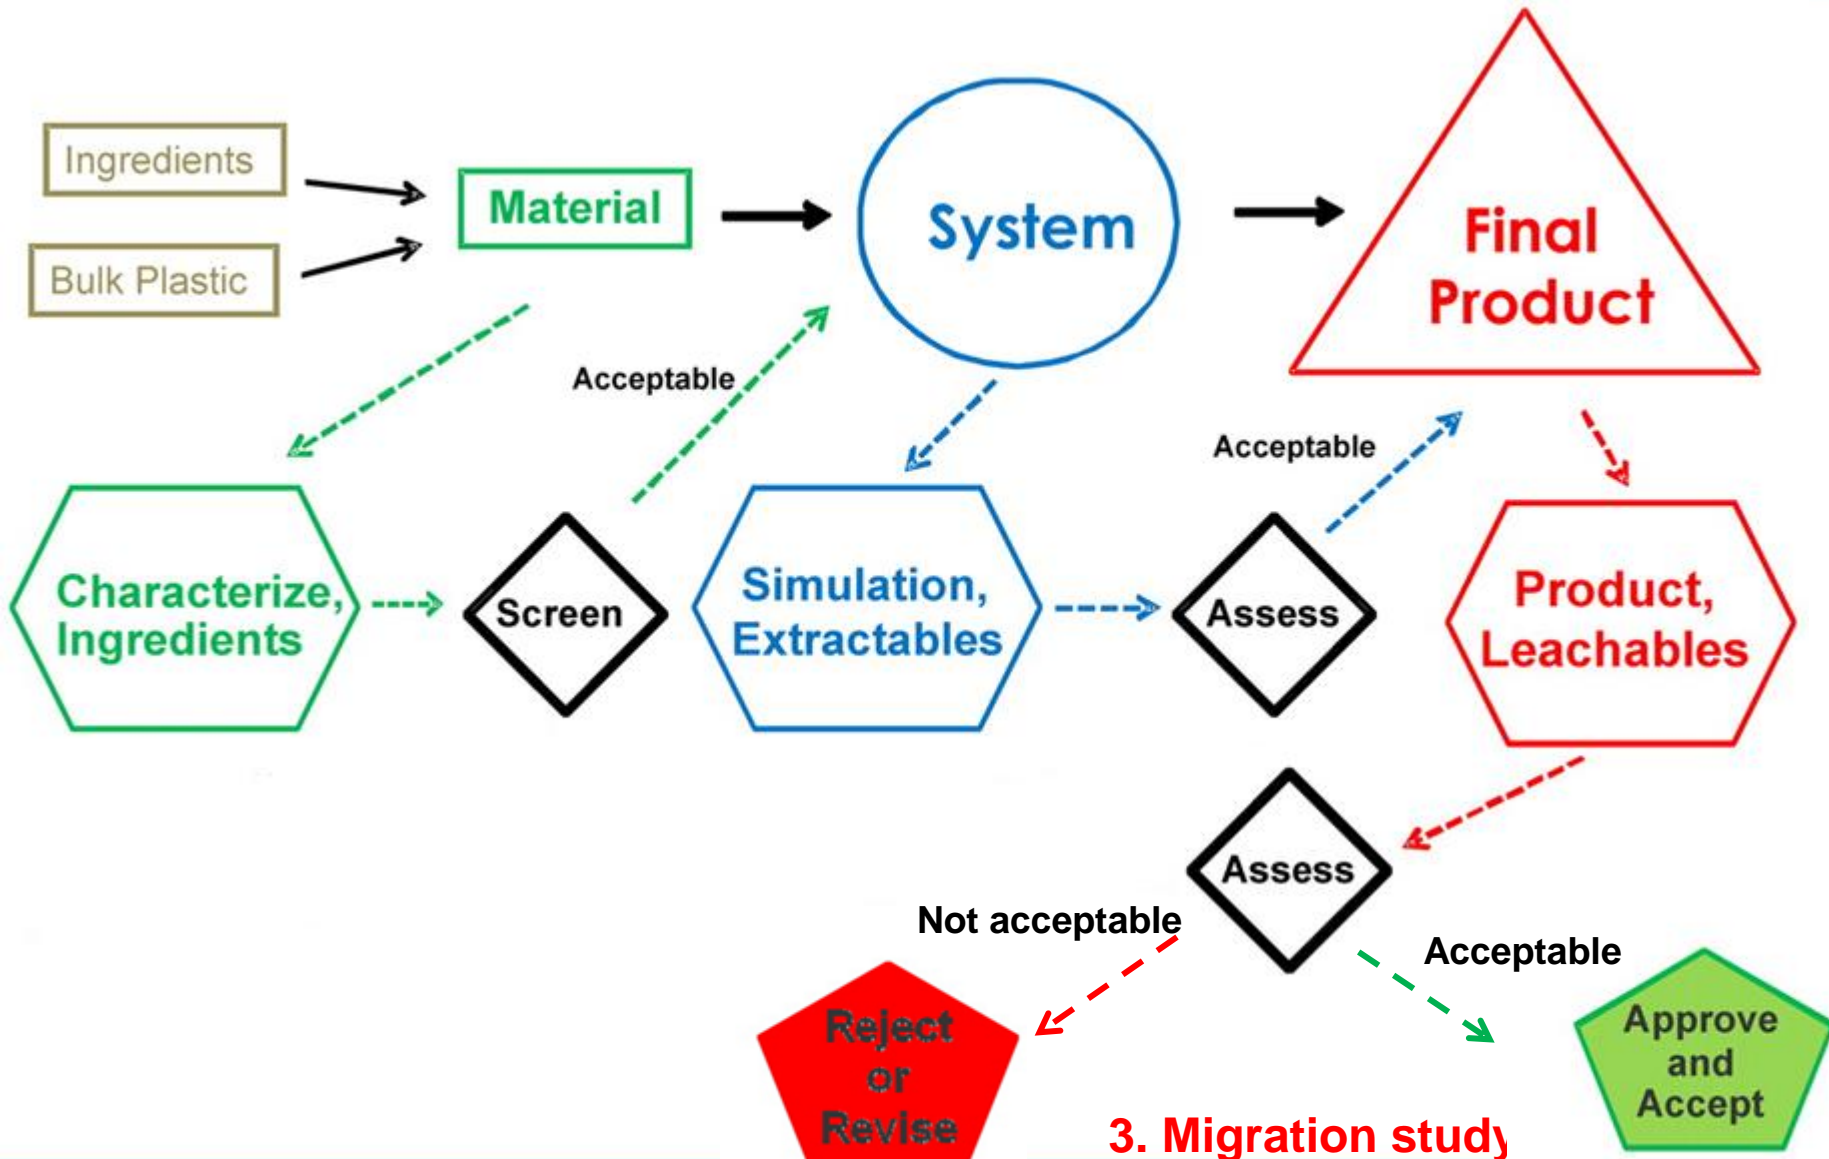 Ingredients
Bulk Plastic
Material
System
Final
Product
Acceptable
Acceptable
Characterize,
Ingredients
Screen
Simulation,
Extractables
Assess
Product,
Leachables
Assess
Not acceptable
Acceptable
Reject
or
Revise
Approve
and
Accept
3. Migration study